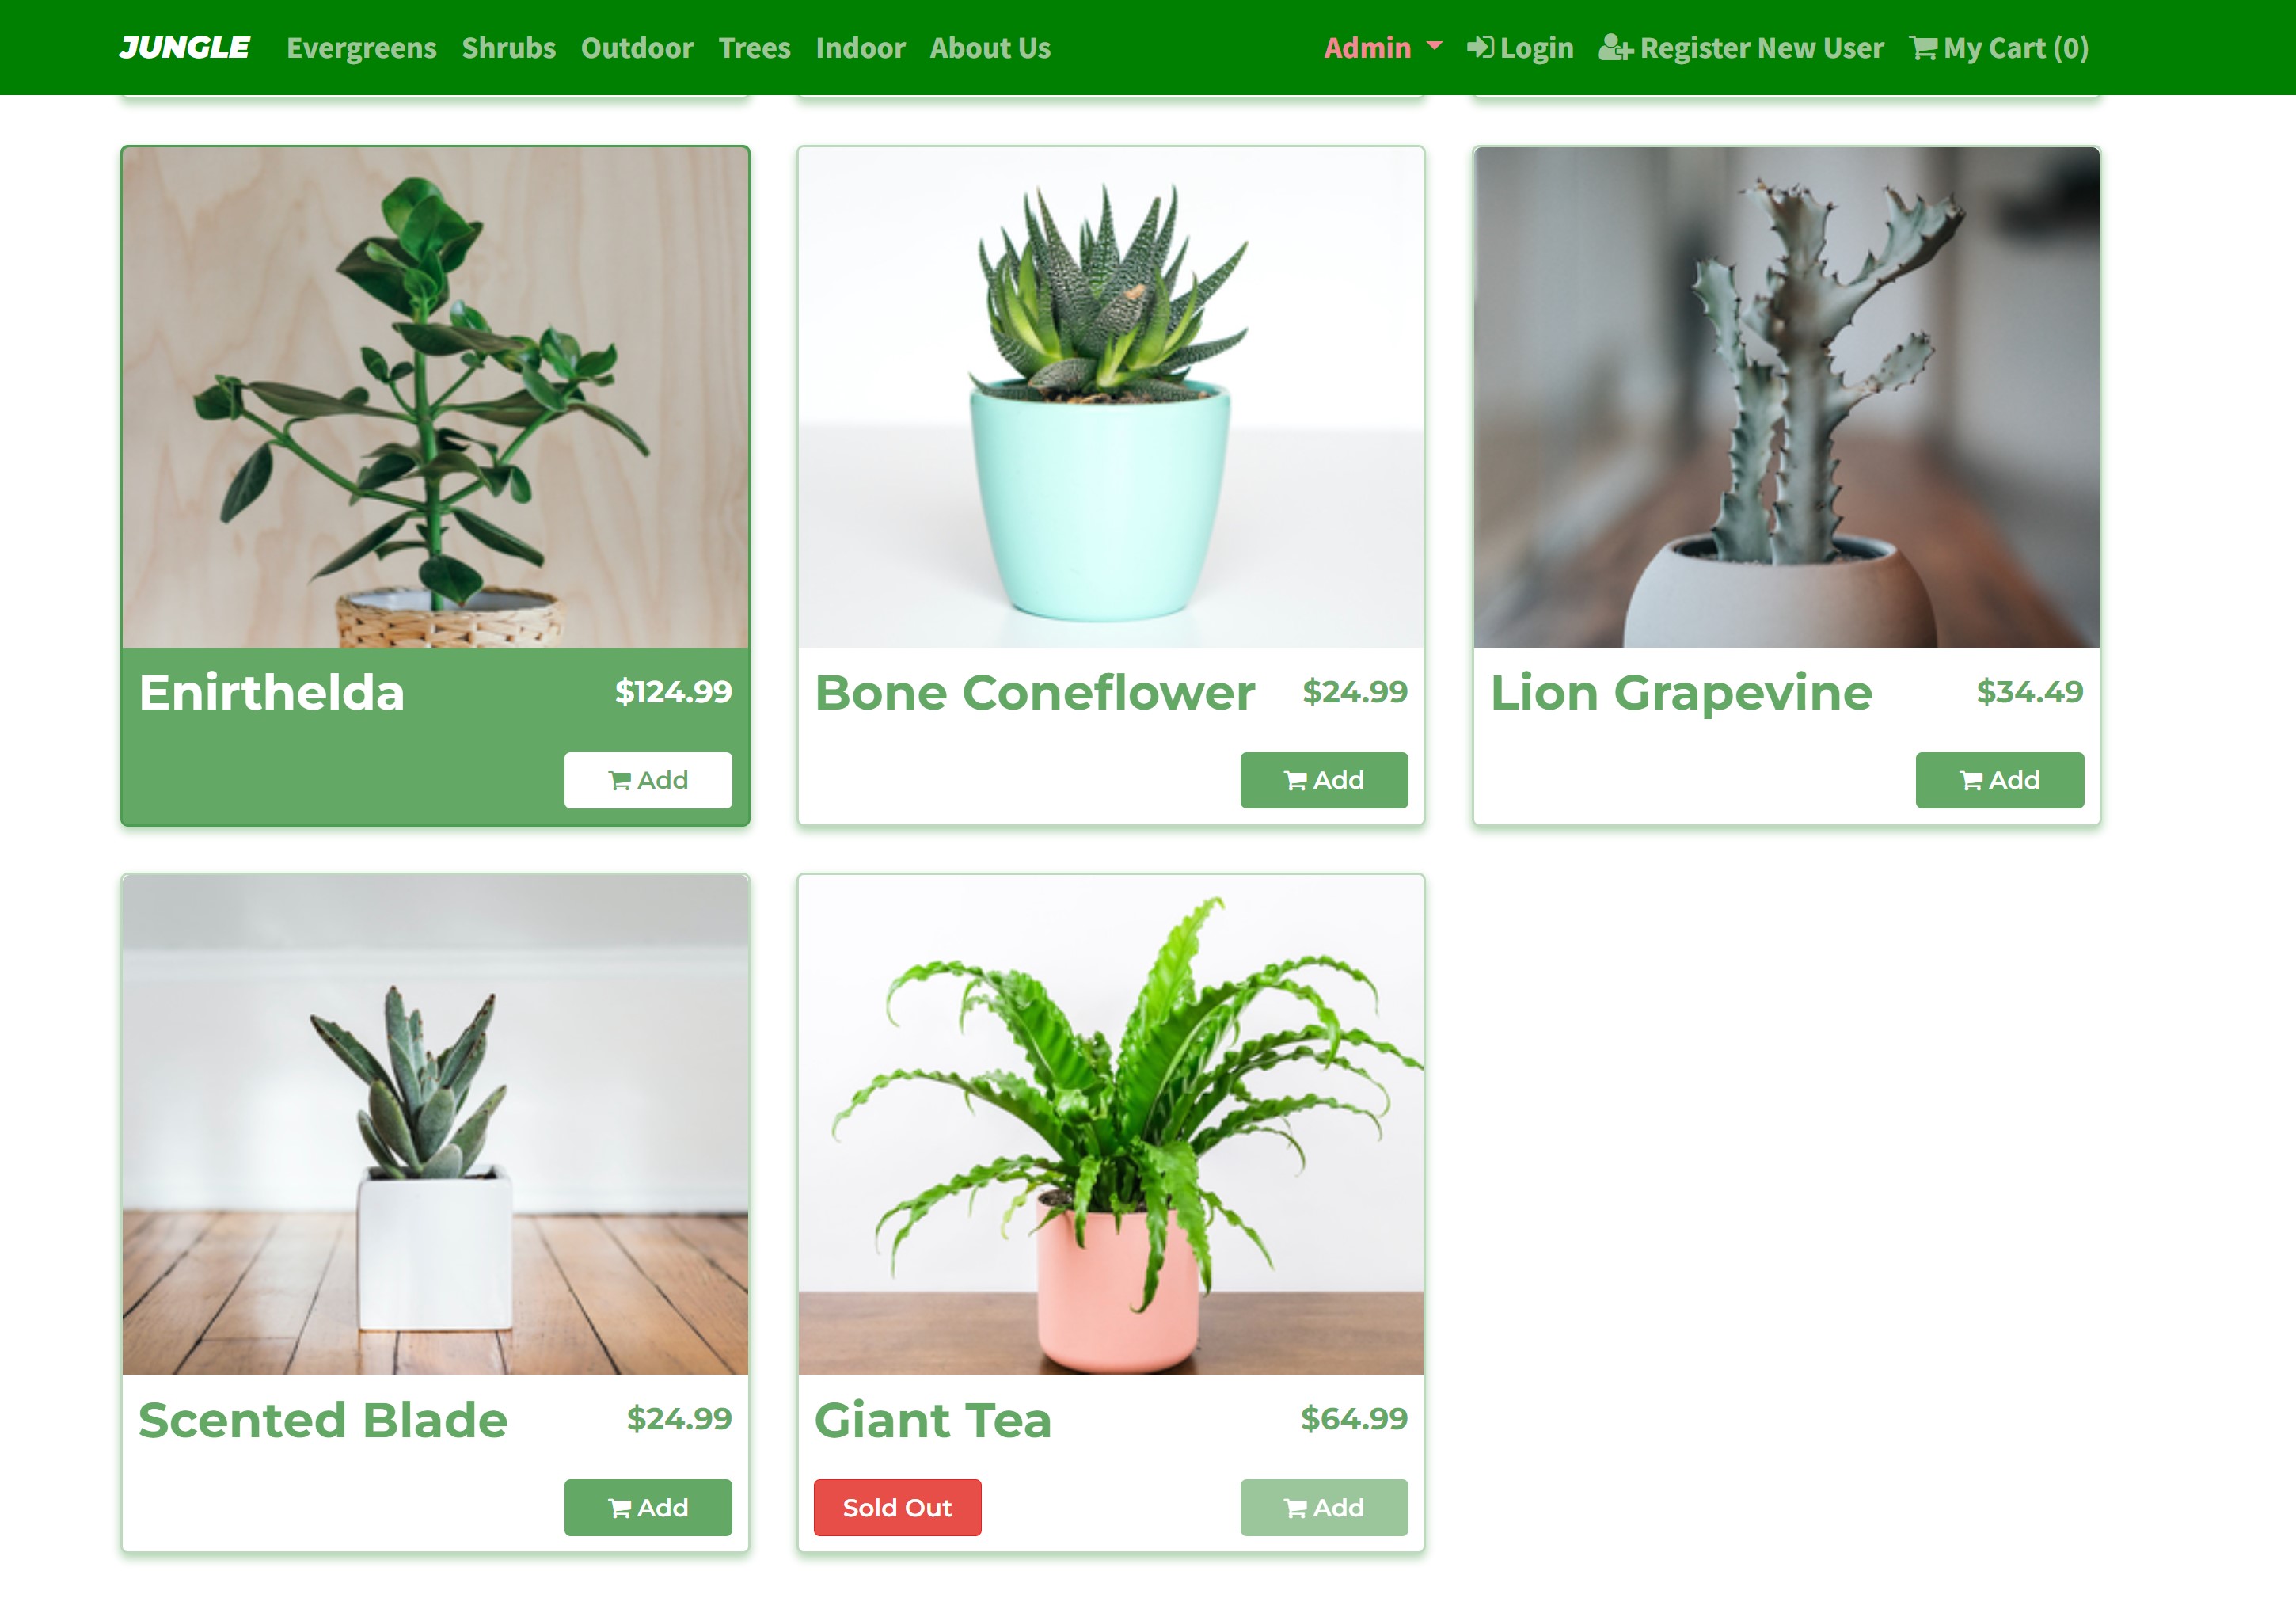 JUNGLE Evergreens Shrubs Outdoor Trees Indoor About Us Admin Login Register New User My Cart (0)
Enirthelda $124.99
Add
Bone Coneflower $24.99
Add
Lion Grapevine $34.49
Add
Scented Blade $24.99
Add
Giant Tea $64.99
Sold Out Add